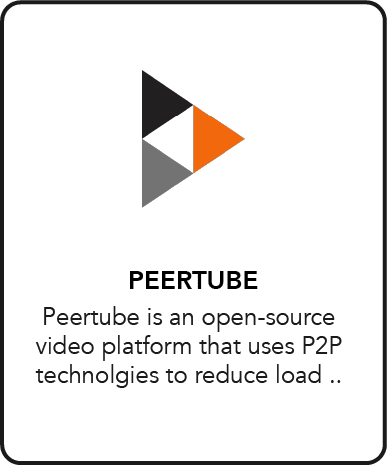 PEERTUBE
Peertube is an open-source
video platform that uses P2P
technolgies to reduce load ..